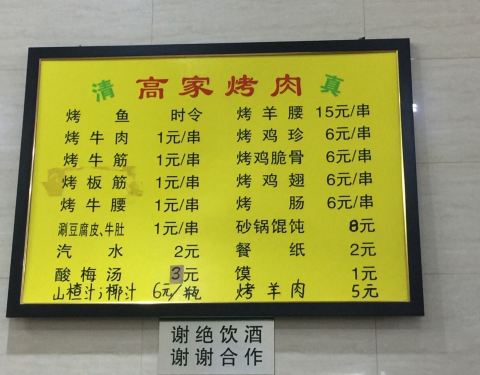 清 高家烤肉 真
烤鱼 时令
烤牛肉 1元/串
烤牛筋 1元/串
烤板筋 1元/串
烤牛腰 1元/串
涮豆腐皮、牛肚 1元/串
汽水 2元
酸梅汤 3元
山楂汁;椰汁 6元/瓶
烤羊腰 15元/串
烤鸡珍 6元/串
烤鸡脆骨 6元/串
烤鸡翅 6元/串
烤肠 6元/串
砂锅馄饨 8元
餐纸 2元
馍 1元
烤羊肉 5元
谢绝饮酒
谢谢合作